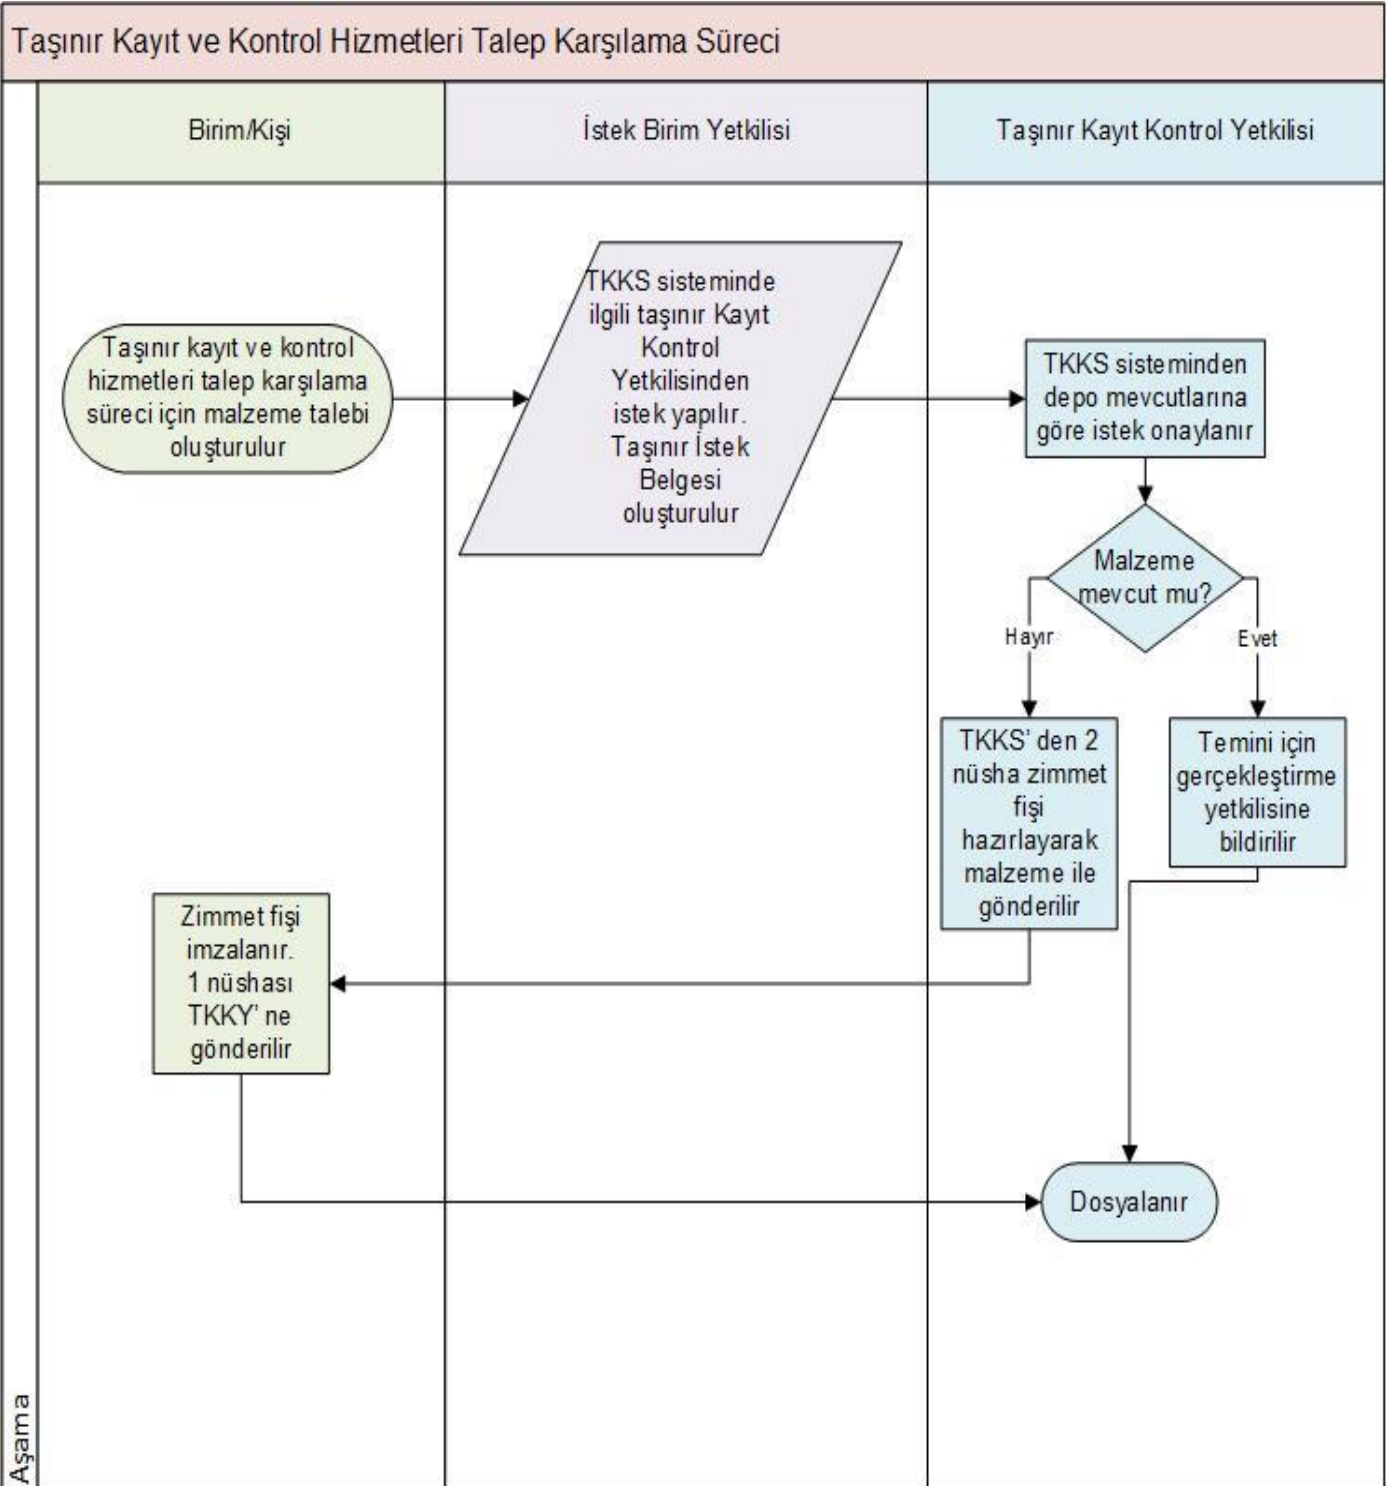 Taşınır Kayıt ve Kontrol Hizmetleri Talep Karşılama Süreci
Birim/Kişi
İstek Birim Yetkilisi
Taşınır Kayıt Kontrol Yetkilisi
Taşınır kayıt ve kontrol
hizmetleri talep karşılama
süreci için malzeme talebi
oluşturulur
TKKS sisteminde
ilgili taşınır Kayıt
Kontrol
Yetkilisinden
istek yapılır.
Taşınır İstek
Belgesi
oluşturulur
TKKS sisteminden
depo mevcutlarına
göre istek onaylanır
Malzeme
mevcut mu?
Hayır
Evet
TKKS' den 2
nüsha zimmet
fişi
hazırlayarak
malzeme ile
gönderilir
Temini için
gerçekleştirme
yetkilisine
bildirilir
Zimmet fişi
imzalanır.
1 nüshası
TKKY' ne
gönderilir
Dosyalanır
Aşama